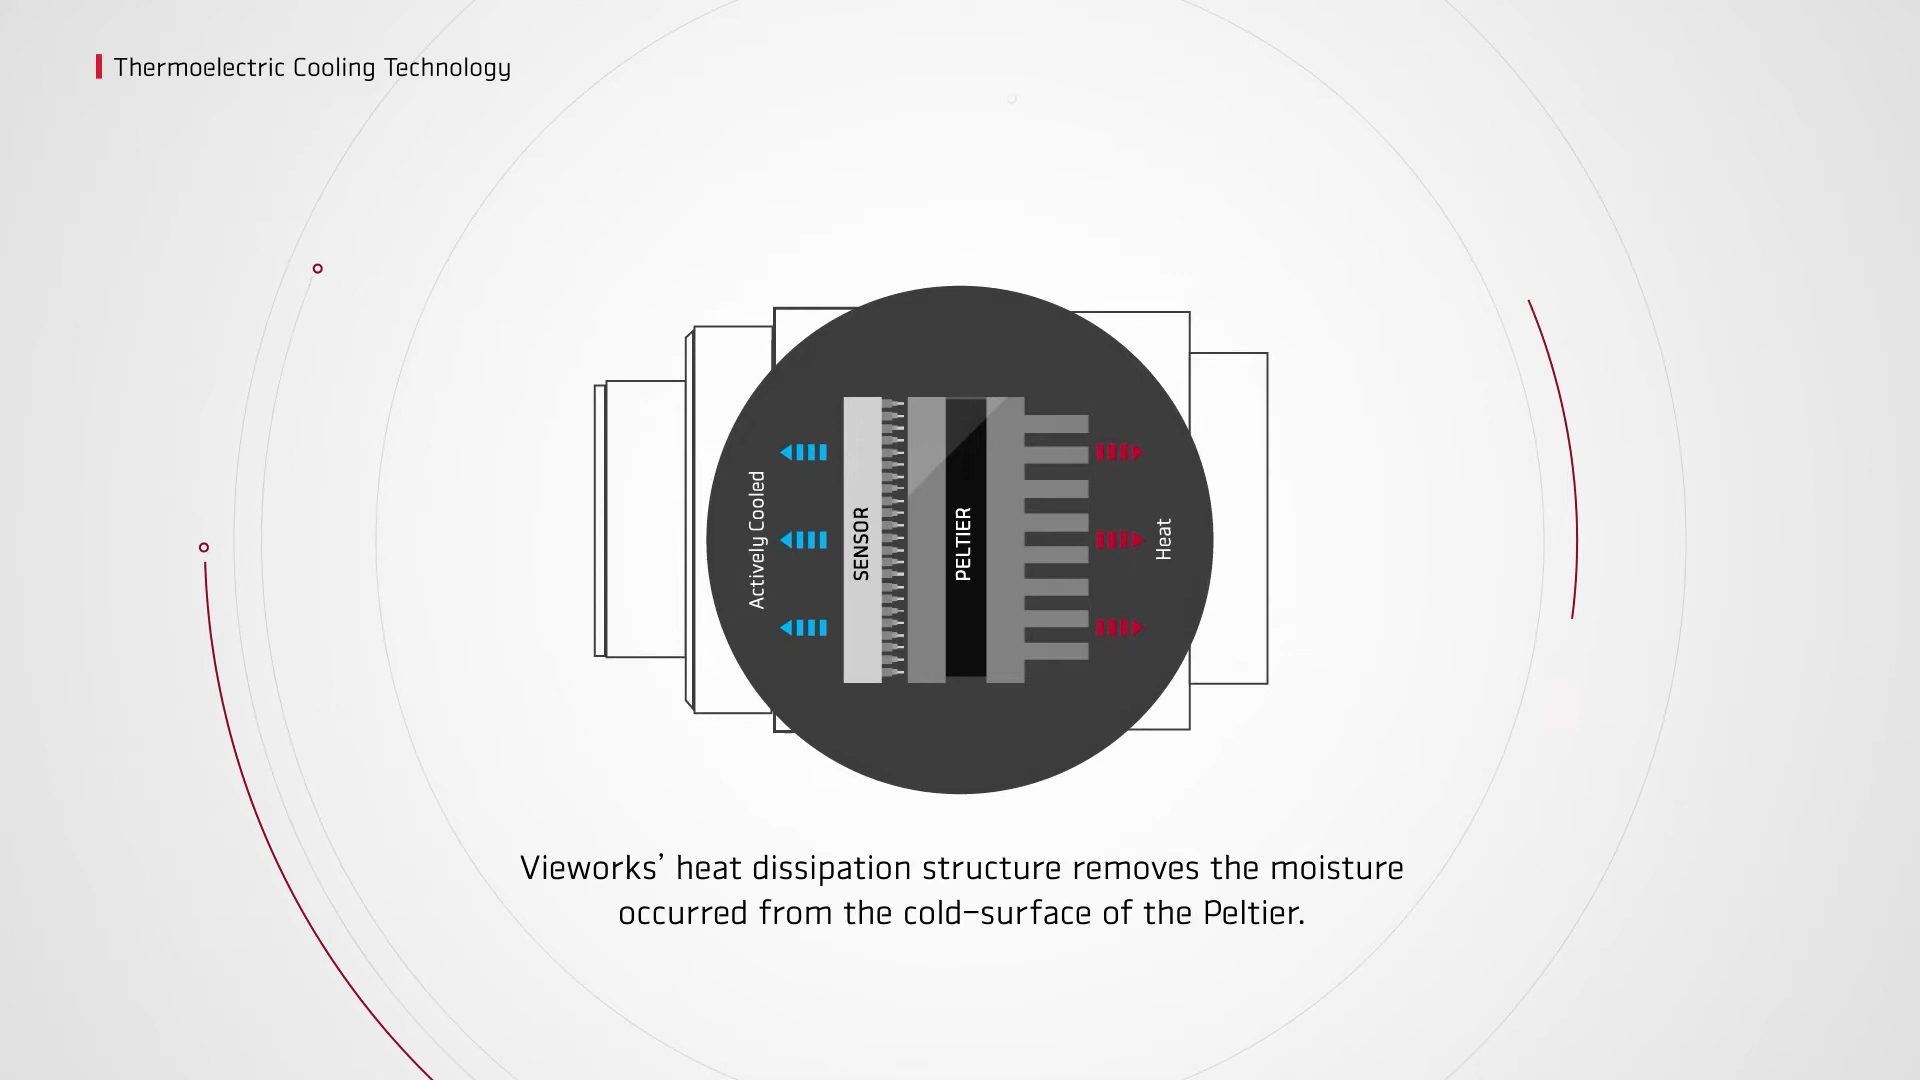 Thermoelectric Cooling Technology
Actively Cooled
SENSOR
PELTIER
Heat
Vieworks’ heat dissipation structure removes the moisture
occurred from the cold-surface of the Peltier.